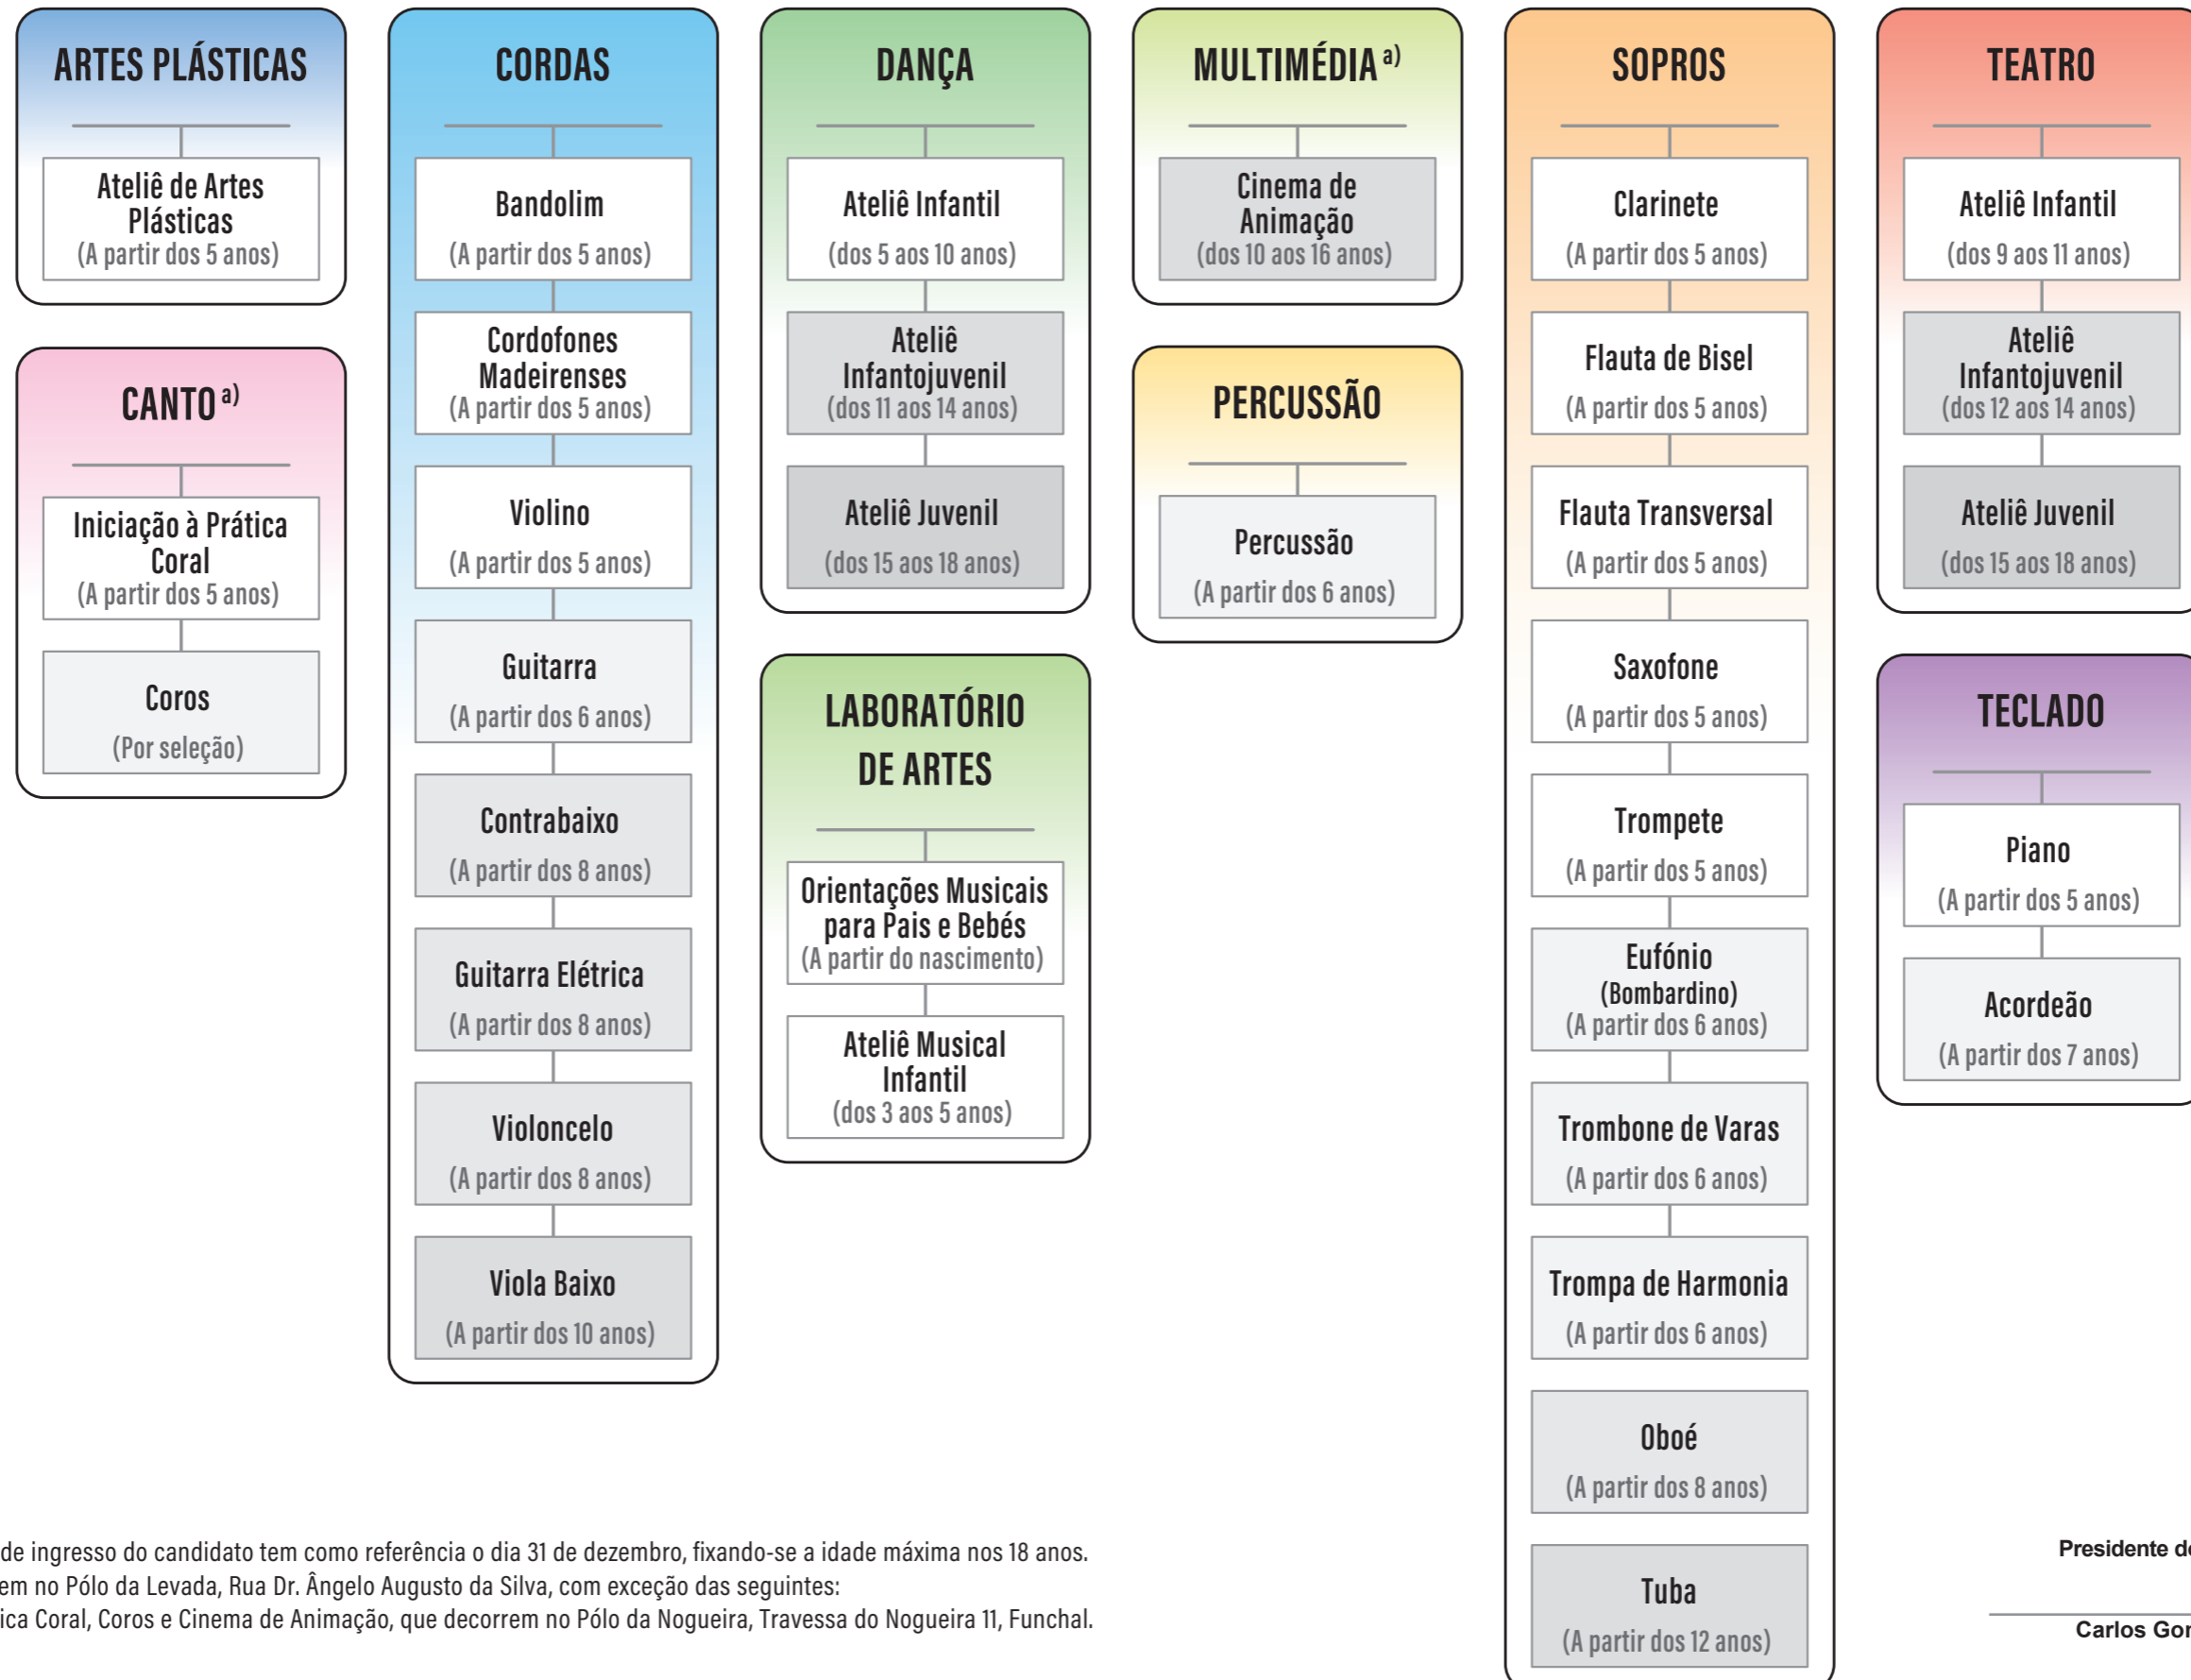 ARTES PLÁSTICAS
Ateliê de Artes
Plásticas
(A partir dos 5 anos)
CANTO a)
Iniciação à Prática
Coral
(A partir dos 5 anos)
Coros
(Por seleção)
CORDAS
Bandolim
(A partir dos 5 anos)
Cordofones
Madeirenses
(A partir dos 5 anos)
Violino
(A partir dos 5 anos)
Guitarra
(A partir dos 6 anos)
Contrabaixo
(A partir dos 8 anos)
Guitarra Elétrica
(A partir dos 8 anos)
Violoncelo
(A partir dos 8 anos)
Viola Baixo
(A partir dos 10 anos)
DANÇA
Ateliê Infantil
(dos 5 aos 10 anos)
Ateliê
Infantojuvenil
(dos 11 aos 14 anos)
Ateliê Juvenil
(dos 15 aos 18 anos)
LABORATÓRIO
DE ARTES
Orientações Musicais
para Pais e Bebés
(A partir do nascimento)
Ateliê Musical
Infantil
(dos 3 aos 5 anos)
MULTIMÉDIA a)
Cinema de
Animação
(dos 10 aos 16 anos)
PERCUSSÃO
Percussão
(A partir dos 6 anos)
SOPROS
Clarinete
(A partir dos 5 anos)
Flauta de Bisel
(A partir dos 5 anos)
Flauta Transversal
(A partir dos 5 anos)
Saxofone
(A partir dos 5 anos)
Trompete
(A partir dos 5 anos)
Eufónio
(Bombardino)
(A partir dos 6 anos)
Trombone de Varas
(A partir dos 6 anos)
Trompa de Harmonia
(A partir dos 6 anos)
Oboé
(A partir dos 8 anos)
Tuba
(A partir dos 12 anos)
TEATRO
Ateliê Infantil
(dos 9 aos 11 anos)
Ateliê
Infantojuvenil
(dos 12 aos 14 anos)
Ateliê Juvenil
(dos 15 aos 18 anos)
TECLADO
Piano
(A partir dos 5 anos)
Acordeão
(A partir dos 7 anos)
de ingresso do candidato tem como referência o dia 31 de dezembro, fixando-se a idade máxima nos 18 anos.
em no Pólo da Levada, Rua Dr. Ângelo Augusto da Silva, com exceção das seguintes:
ica Coral, Coros e Cinema de Animação, que decorrem no Pólo da Nogueira, Travessa do Nogueira 11, Funchal.
Presidente
Carlos